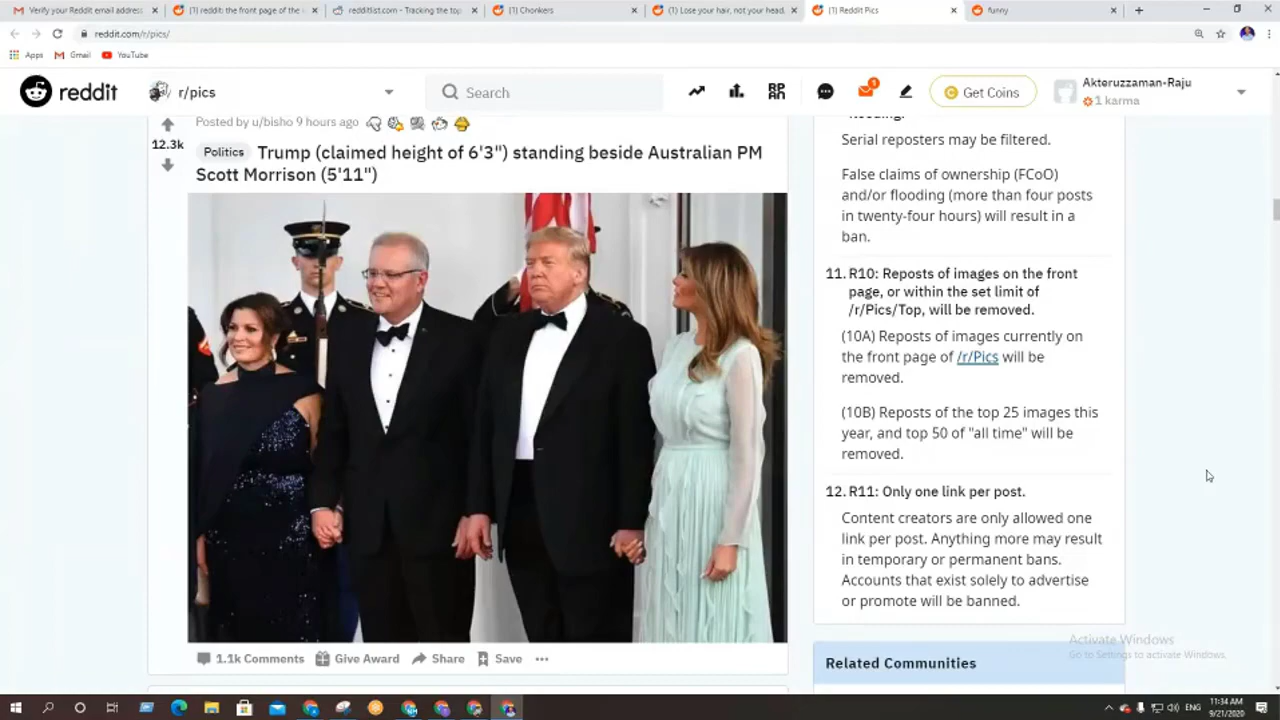 Verify your Reddit email address
(1) reddit: the front page of the
redditlist.com - Tracking the top
(1) Chonkers
(1) Lose your hair, not your head.
(1) Reddit Pics
funny
reddit.com/r/pics/
Apps
Gmail
YouTube
reddit
r/pics
Search
1
Get Coins
Akteruzzaman-Raju
1 karma
Posted by u/bisho 9 hours ago
12.3k
Politics Trump (claimed height of 6'3") standing beside Australian PM
Scott Morrison (5'11")
1.1k Comments
Give Award
Share
Save
Serial reposters may be filtered.
False claims of ownership (FCoO)
and/or flooding (more than four posts
in twenty-four hours) will result in a
ban.
11. R10: Reposts of images on the front
page, or within the set limit of
/r/Pics/Top, will be removed.
(10A) Reposts of images currently on
the front page of /r/Pics will be
removed.
(10B) Reposts of the top 25 images this
year, and top 50 of "all time" will be
removed.
12. R11: Only one link per post.
Content creators are only allowed one
link per post. Anything more may result
in temporary or permanent bans.
Accounts that exist solely to advertise
or promote will be banned.
Related Communities
Activate Windows
Go to Settings to activate Windows.
ENG
11:34 AM
9/21/2020